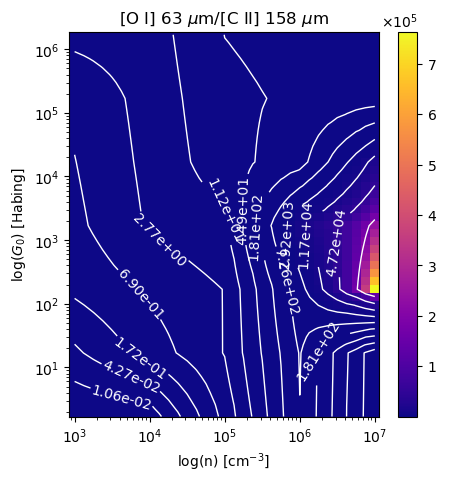 [O I] 63 μm/[C II] 158 μm
×10⁵
10⁶
10⁵
10⁴
10³
10²
10¹
log(G₀) [Habing]
1.12e+01
4.49e+01
1.81e+02
2.92e+03
1.17e+04
4.72e+04
2.77e+00
6.90e-01
1.81e+02
1.72e-01
4.27e-02
1.06e-02
7
6
5
4
3
2
1
10³
10⁴
10⁵
10⁶
10⁷
log(n) [cm⁻³]